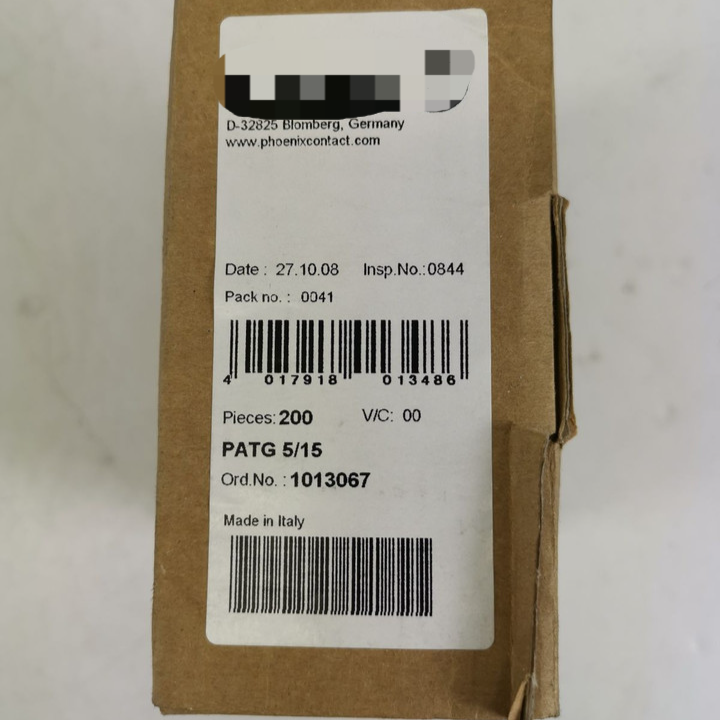 D-32825 Blomberg, Germany
www.phoenixcontact.com
Date : 27.10.08 Insp.No.:0844
Pack no. : 0041
4 017918 013486
Pieces: 200 V/C: 00
PATG 5/15
Ord.No. : 1013067
Made in Italy